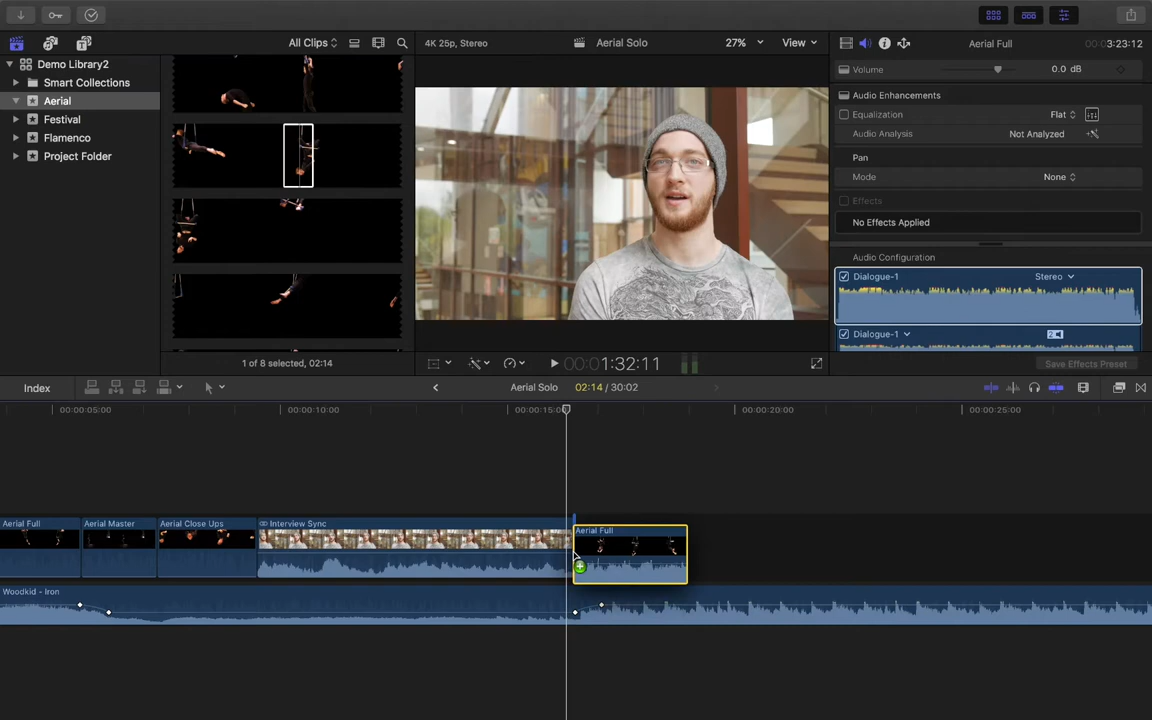 All Clips
4K 25p, Stereo
Aerial Solo
27%
View
Aerial Full
00:00:03:23:12
Demo Library2
Smart Collections
Aerial
Festival
Flamenco
Project Folder
Volume
0.0 dB
Audio Enhancements
Equalization
Flat
Audio Analysis
Not Analyzed
Pan
Mode
None
Effects
No Effects Applied
Audio Configuration
Dialogue-1
Stereo
Dialogue-1
2
1 of 8 selected, 02:14
00:00:01:32:11
Save Effects Preset
Index
Aerial Solo
02:14 / 30:02
00:00:05:00
00:00:10:00
00:00:15:00
00:00:20:00
00:00:25:00
Aerial Full
Aerial Master
Aerial Close Ups
Interview Sync
Aerial Full
Woodkid - Iron